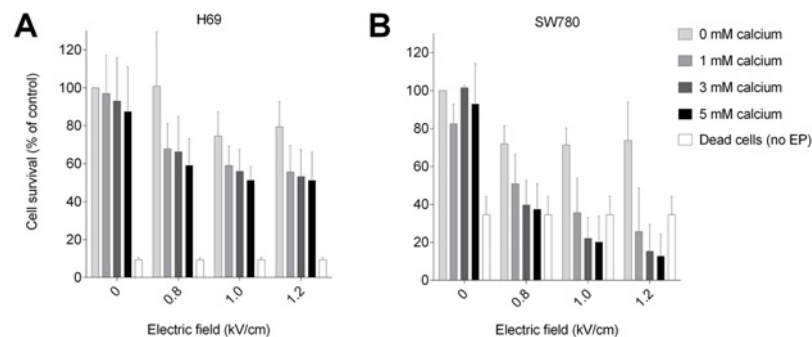 A
H69
Cell survival (% of control)
120
100
80
60
40
20
0
0
0.8
1.0
1.2
Electric field (kV/cm)
B
SW780
120
100
80
60
40
20
0
0
0.8
1.0
1.2
Electric field (kV/cm)
0 mM calcium
1 mM calcium
3 mM calcium
5 mM calcium
Dead cells (no EP)